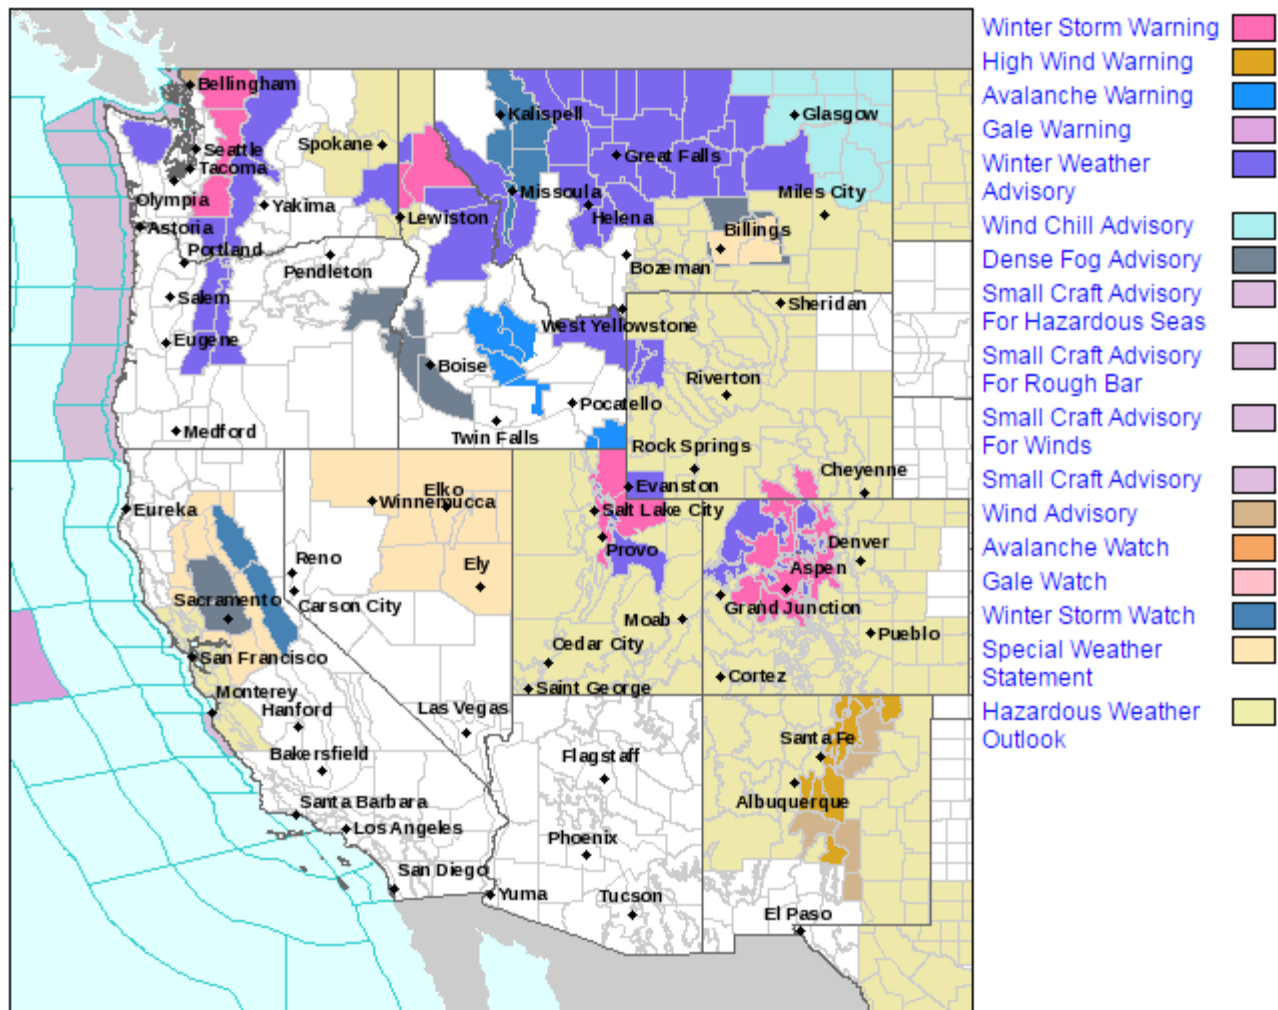 Bellingham
Seattle
Tacoma
Olympia
Spokane
Yakima
Astoria
Portland
Lewiston
Pendleton
Salem
Eugene
Medford
Kalispell
Great Falls
Missoula
Helena
Glasgow
Miles City
Billings
Bozeman
West Yellowstone
Boise
Pocatello
Twin Falls
Sheridan
Riverton
Rock Springs
Cheyenne
Evanston
Eureka
Elko
Winnemucca
Reno
Ely
Carson City
Sacramento
San Francisco
Monterey
Hanford
Bakersfield
Las Vegas
Santa Barbara
Los Angeles
San Diego
Salt Lake City
Provo
Moab
Cedar City
Saint George
Denver
Aspen
Grand Junction
Pueblo
Cortez
Flagstaff
Phoenix
Yuma
Tucson
Santa Fe
Albuquerque
El Paso
Winter Storm Warning
High Wind Warning
Avalanche Warning
Gale Warning
Winter Weather
Advisory
Wind Chill Advisory
Dense Fog Advisory
Small Craft Advisory
For Hazardous Seas
Small Craft Advisory
For Rough Bar
Small Craft Advisory
For Winds
Small Craft Advisory
Wind Advisory
Avalanche Watch
Gale Watch
Winter Storm Watch
Special Weather
Statement
Hazardous Weather
Outlook